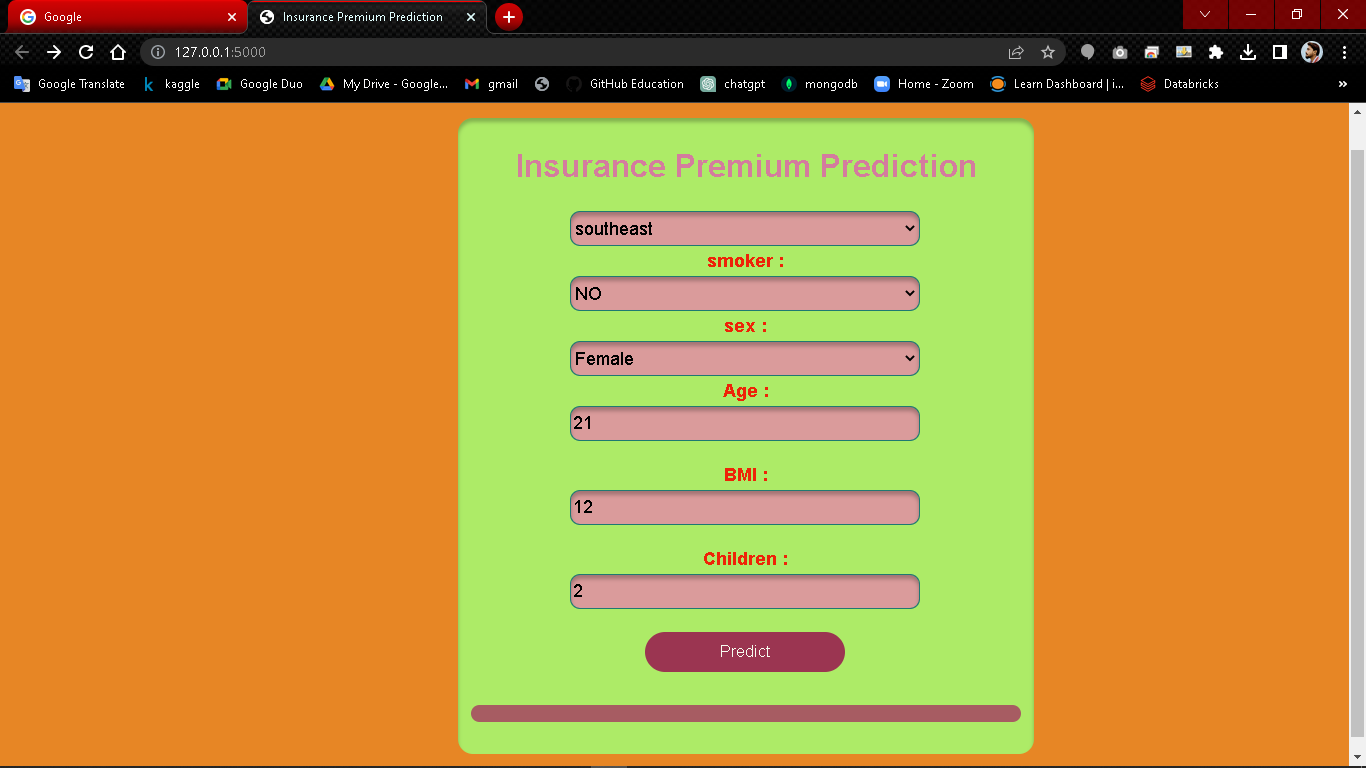 Google
Insurance Premium Prediction
127.0.0.1:5000
Google Translate
kaggle
Google Duo
My Drive - Google...
gmail
GitHub Education
chatgpt
mongodb
Home - Zoom
Learn Dashboard | i...
Databricks
»
Insurance Premium Prediction
southeast
smoker :
NO
sex :
Female
Age :
21
BMI :
12
Children :
2
Predict